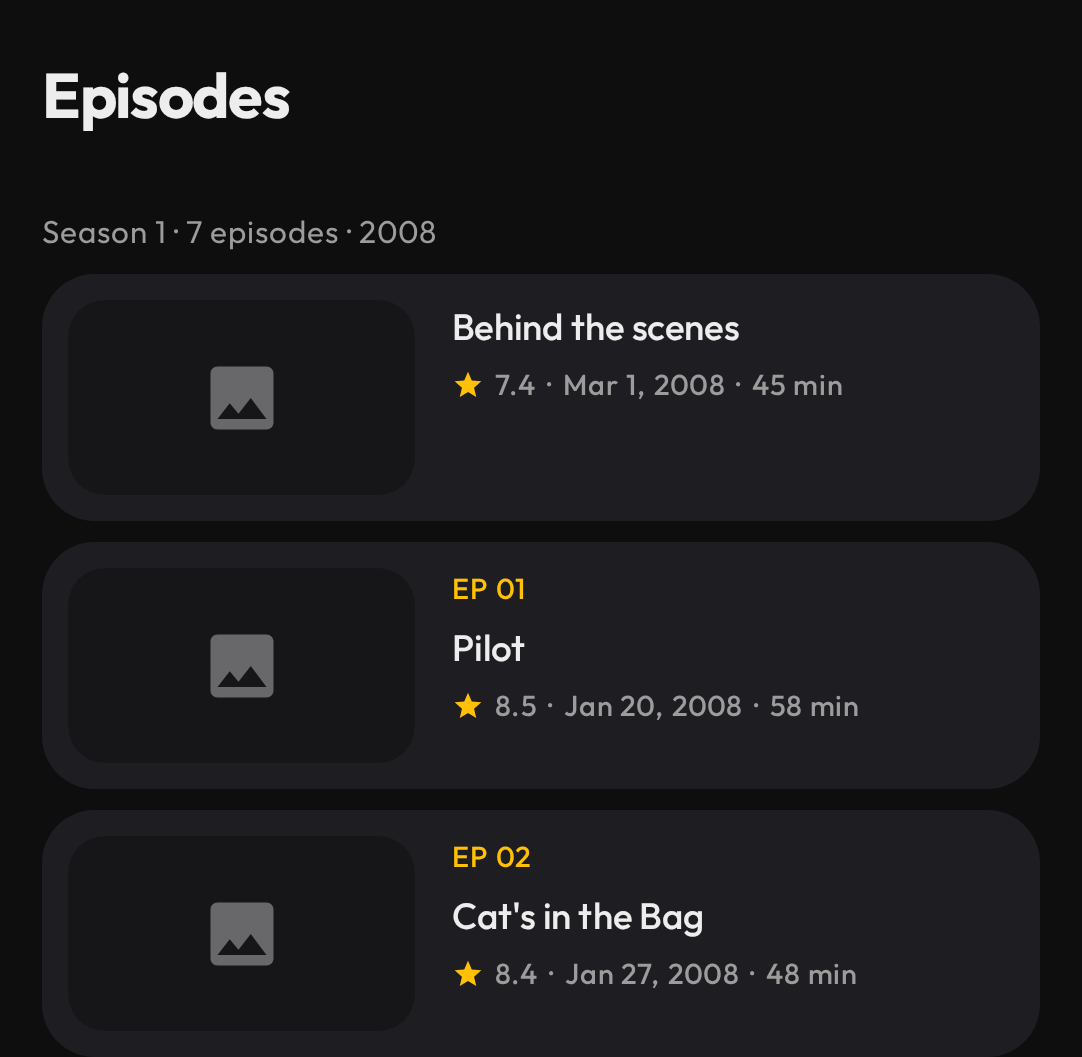 Episodes
Season 1 · 7 episodes · 2008
Behind the scenes
7.4 · Mar 1, 2008 · 45 min
EP 01
Pilot
8.5 · Jan 20, 2008 · 58 min
EP 02
Cat's in the Bag
8.4 · Jan 27, 2008 · 48 min